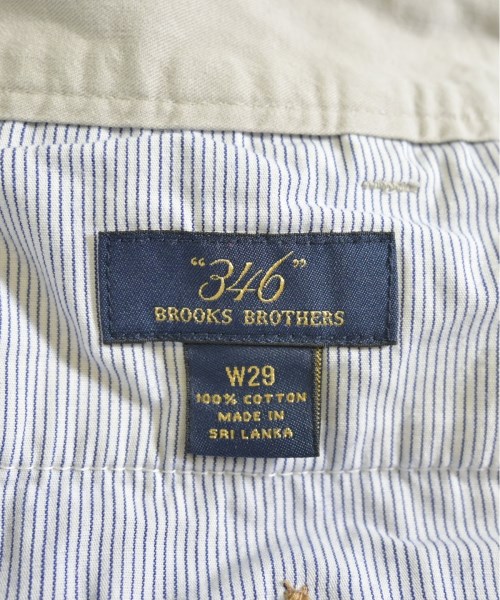 "346"
BROOKS BROTHERS
W29
100% COTTON
MADE IN
SRI LANKA